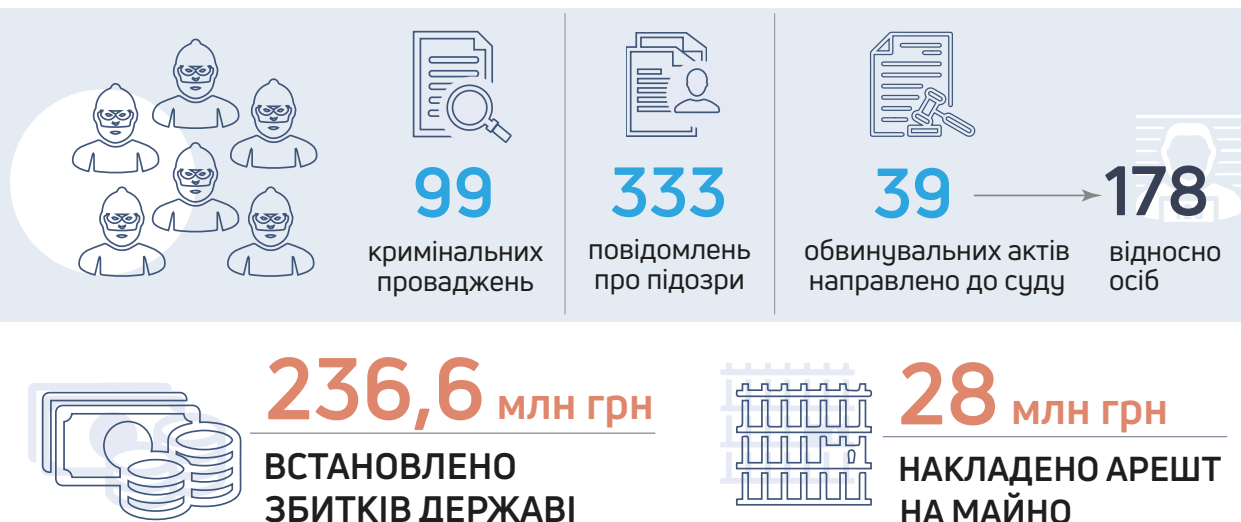 99
кримінальних
проваджень
333
повідомлень
про підозри
39
обвинувальних актів
направлено до суду
178
відносно
осіб
236,6 млн грн
ВСТАНОВЛЕНО
ЗБИТКІВ ДЕРЖАВІ
28 млн грн
НАКЛАДЕНО АРЕШТ
НА МАЙНО